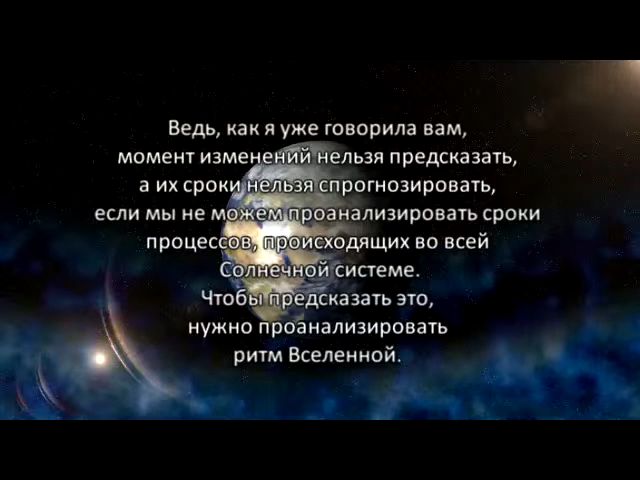 Ведь, как я уже говорила вам,
момент изменений нельзя предсказать,
а их сроки нельзя спрогнозировать,
если мы не можем проанализировать сроки
процессов, происходящих во всей
Солнечной системе.
Чтобы предсказать это,
нужно проанализировать
ритм Вселенной.